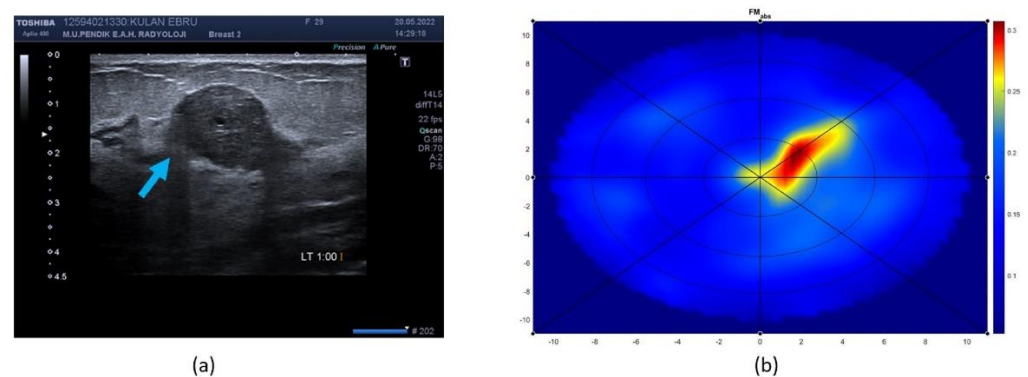 TOSHIBA 12594021330:KULAN EBRU F 29 20.05.2022
Aplio 400 M.U.PENDIK E.A.H. RADYOLOJI Breast 2 14:29:18
Precision APure
T
0
14L5
diffT14
1
22 fps
Qscan
G:98
DR:70
2
A:2
P:5
3
4
LT 1:00
4.5
# 202
(a)
FM abs
10
8
6
4
2
0
-2
-4
-6
-8
-10
-10 -8 -6 -4 -2 0 2 4 6 8 10
0.3
0.25
0.2
0.15
0.1
(b)